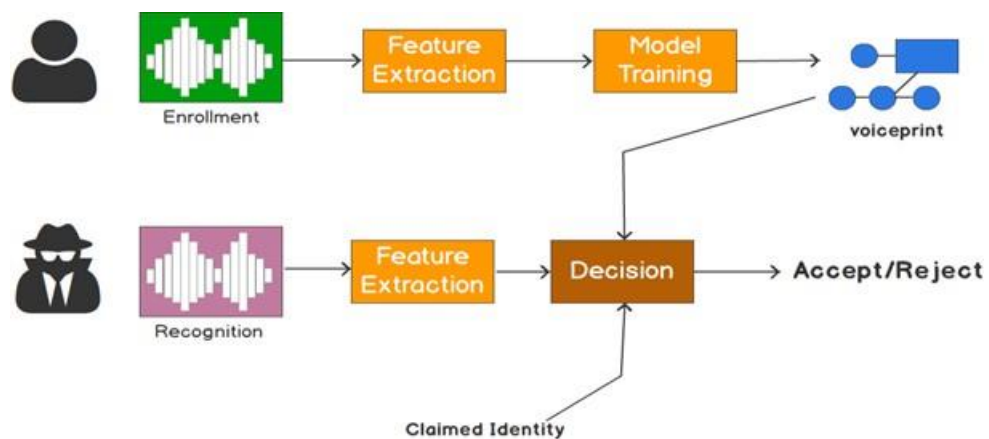 Feature
Extraction
Model
Training
Enrollment
voiceprint
Feature
Extraction
Decision
Accept/Reject
Recognition
Claimed Identity